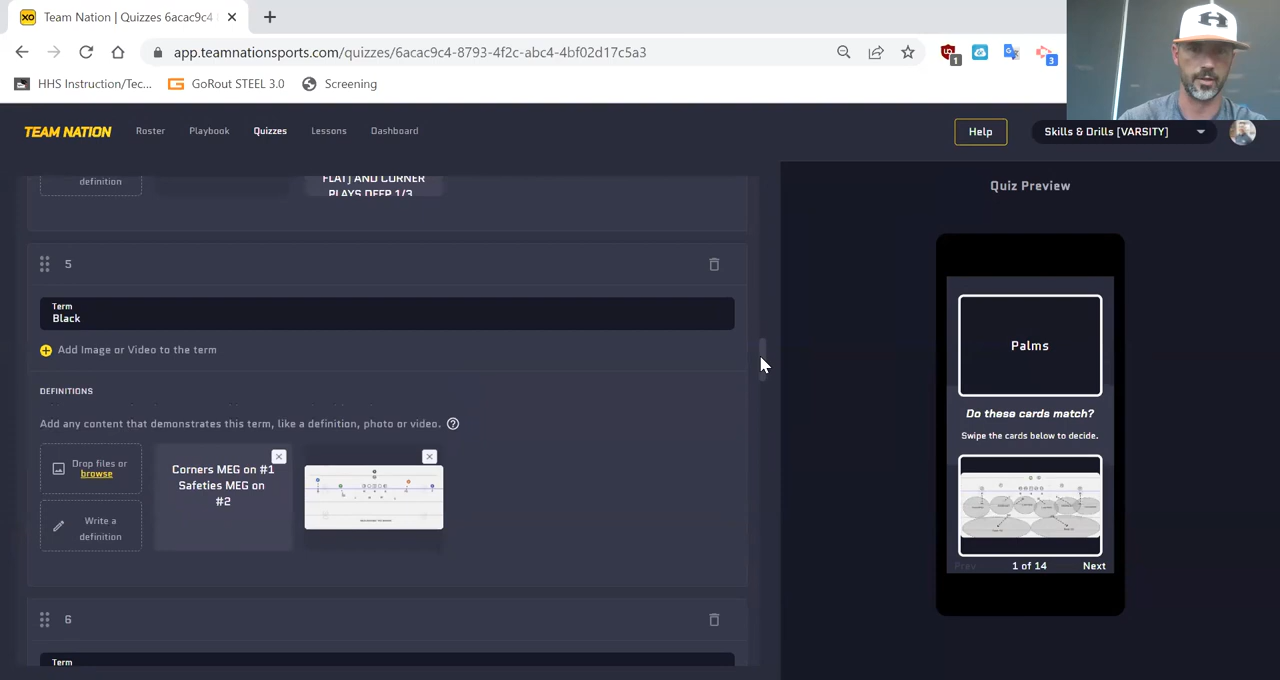 Team Nation | Quizzes 6acac9c4
app.teamnationsports.com/quizzes/6acac9c4-8793-4f2c-abc4-4bf02d17c5a3
1
3
HHS Instruction/Tec...
GoRout STEEL 3.0
Screening
TEAM NATION
Roster
Playbook
Quizzes
Lessons
Dashboard
Help
Skills & Drills [VARSITY]
definition
FLAT) AND CORNER
PLAYS DEEP 1/3
5
Term
Black
Add Image or Video to the term
DEFINITIONS
Add any content that demonstrates this term, like a definition, photo or video.
Drop files or
browse
Write a
definition
Corners MEG on #1
Safeties MEG on
#2
6
Term
Quiz Preview
Palms
Do these cards match?
Swipe the cards below to decide.
Prev
1 of 14
Next